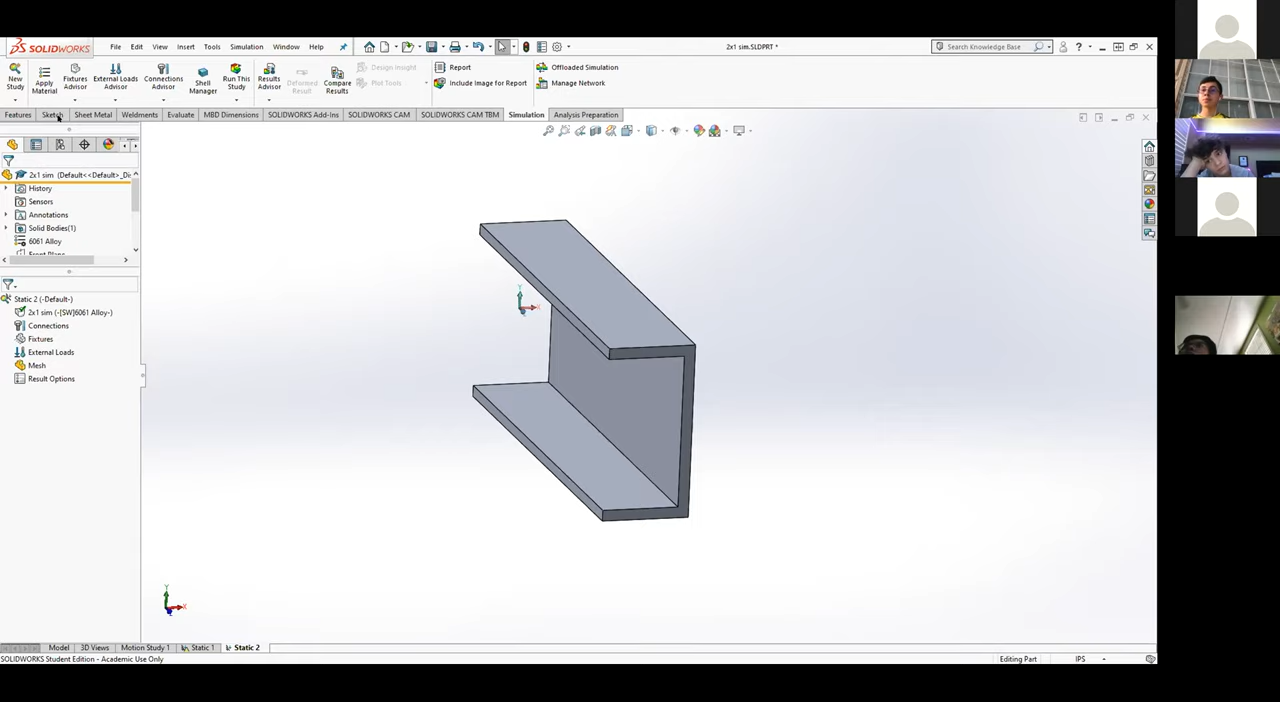 SOLIDWORKS
File Edit View Insert Tools Simulation Window Help
2x1 sim.SLDPRT *
Search Knowledge Base
New Study
Apply Material
Fixtures Advisor
External Loads Advisor
Connections Advisor
Shell Manager
Run This Study
Results Advisor
Deformed Result
Compare Results
Design Insight
Plot Tools
Report
Include Image for Report
Offloaded Simulation
Manage Network
Features Sketch Sheet Metal Weldments Evaluate MBD Dimensions SOLIDWORKS Add-Ins SOLIDWORKS CAM SOLIDWORKS CAM TBM Simulation Analysis Preparation
2x1 sim (Default<<Default>_Di
History
Sensors
Annotations
Solid Bodies(1)
6061 Alloy
Front Plane
Static 2 (-Default-)
2x1 sim (-[SW]6061 Alloy-)
Connections
Fixtures
External Loads
Mesh
Result Options
Y
X
Y
X
Model 3D Views Motion Study 1 Static 1 Static 2
SOLIDWORKS Student Edition - Academic Use Only
Editing Part
IPS